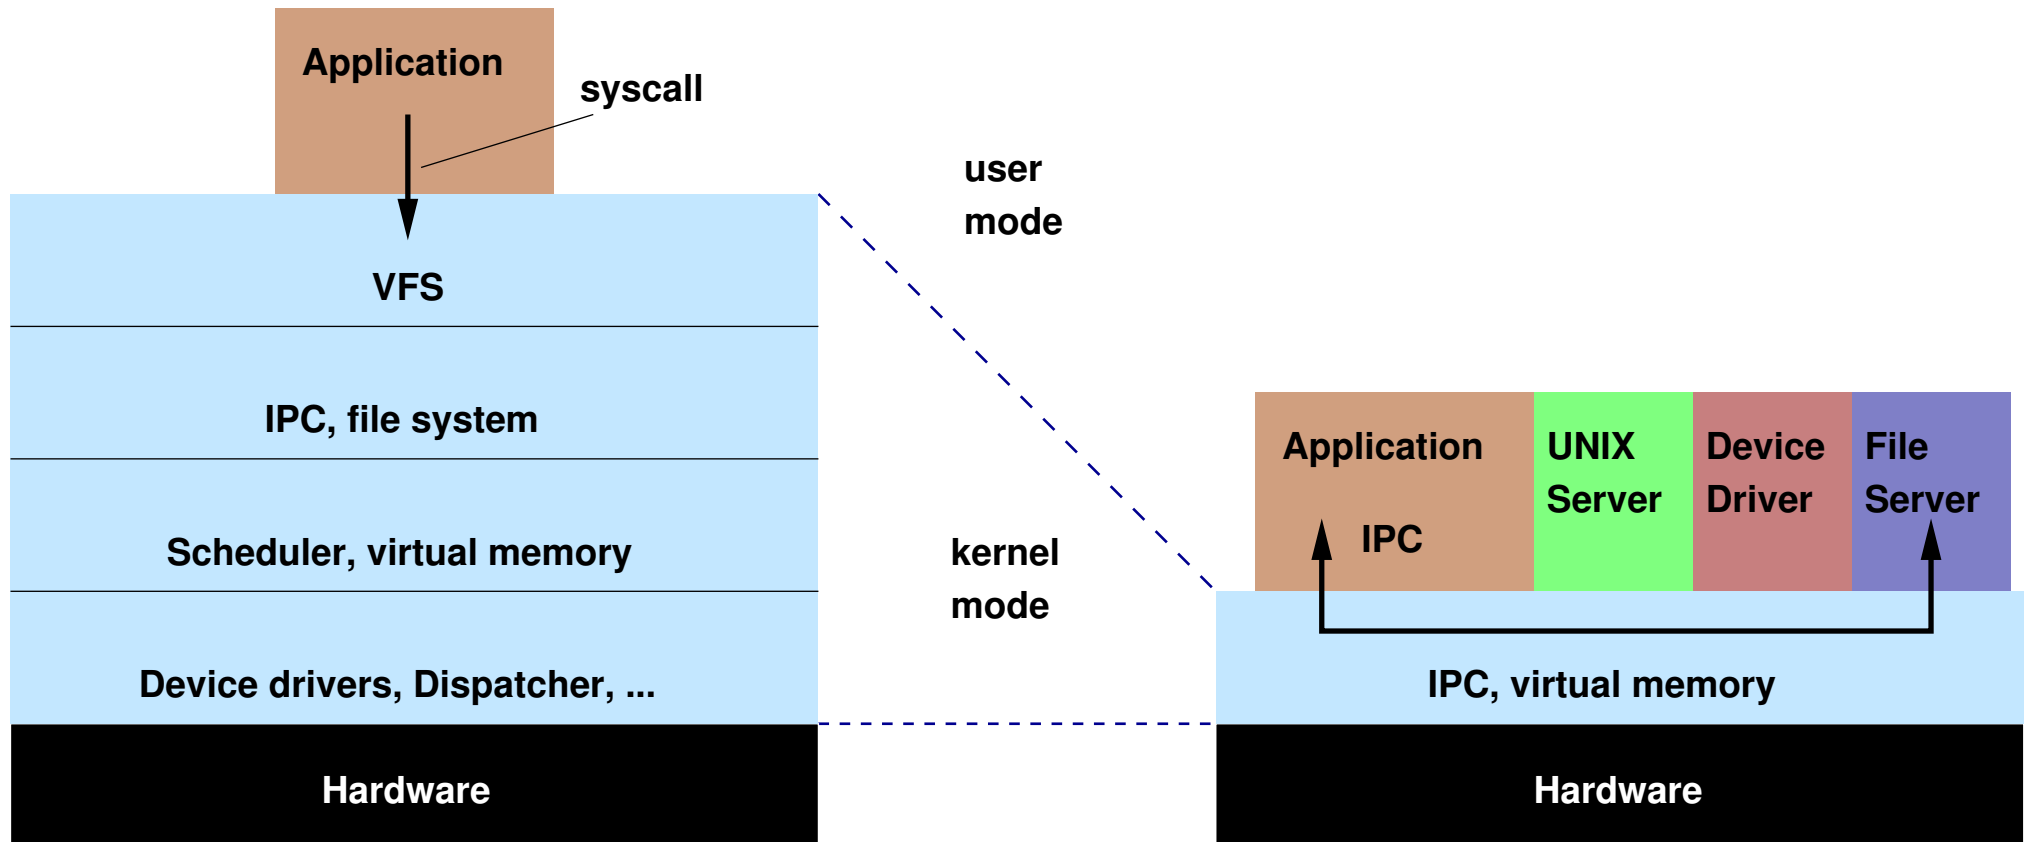 Application
syscall
VFS
IPC, file system
Scheduler, virtual memory
Device drivers, Dispatcher, ...
Hardware
user
mode
kernel
mode
Application
IPC
UNIX
Server
Device
Driver
File
Server
IPC, virtual memory
Hardware